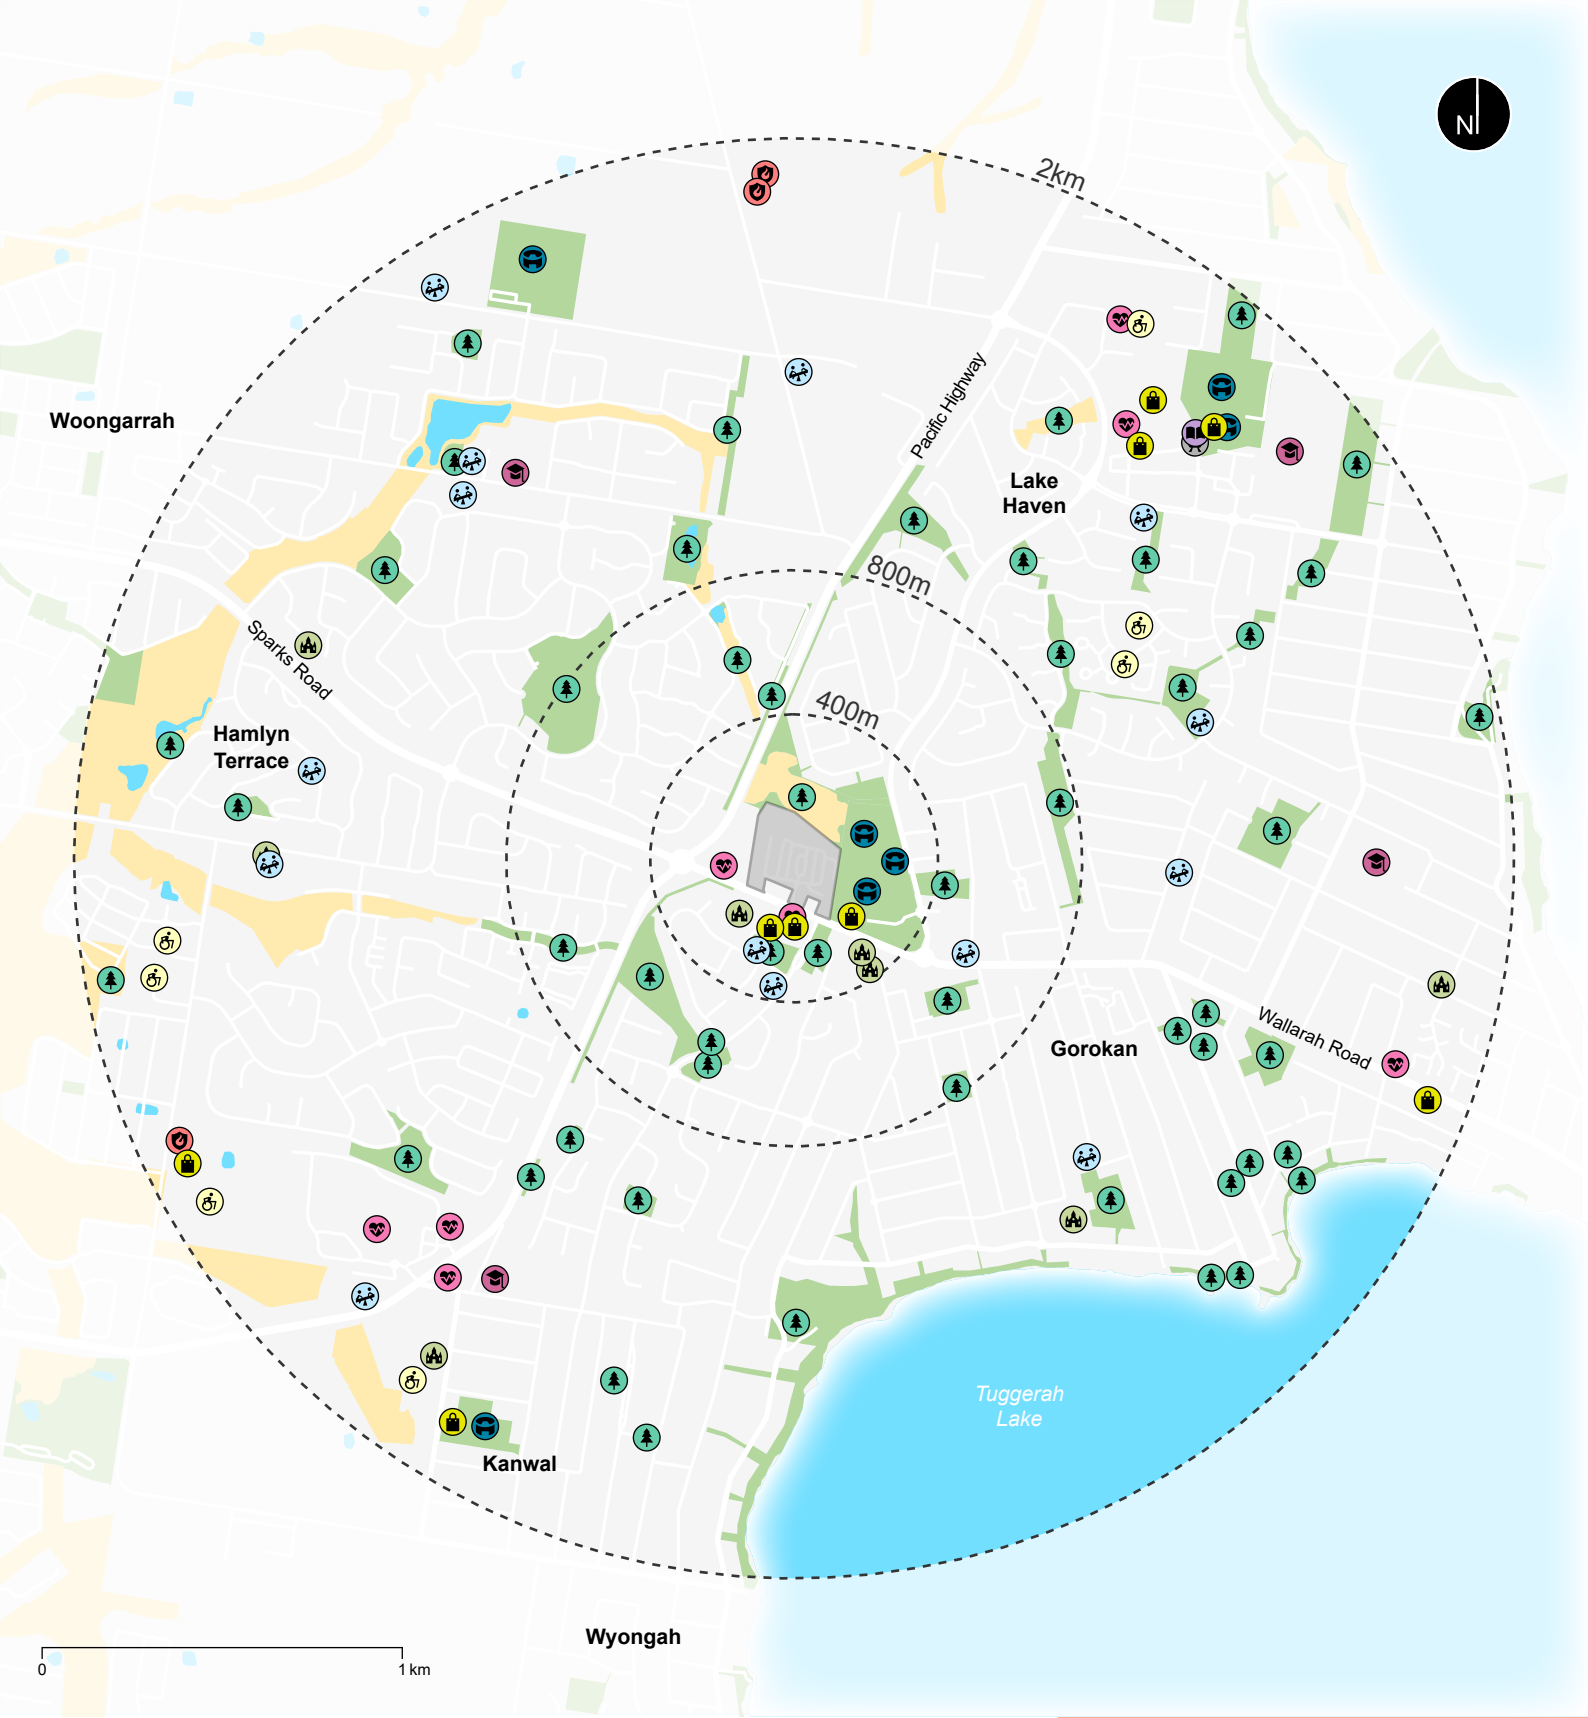 N
2km
Pacific Highway
Woongarrah
Lake
Haven
800m
Sparks Road
400m
Hamlyn
Terrace
Wallarah Road
Gorokan
Tuggerah
Lake
Kanwal
Wyongah
0
1 km